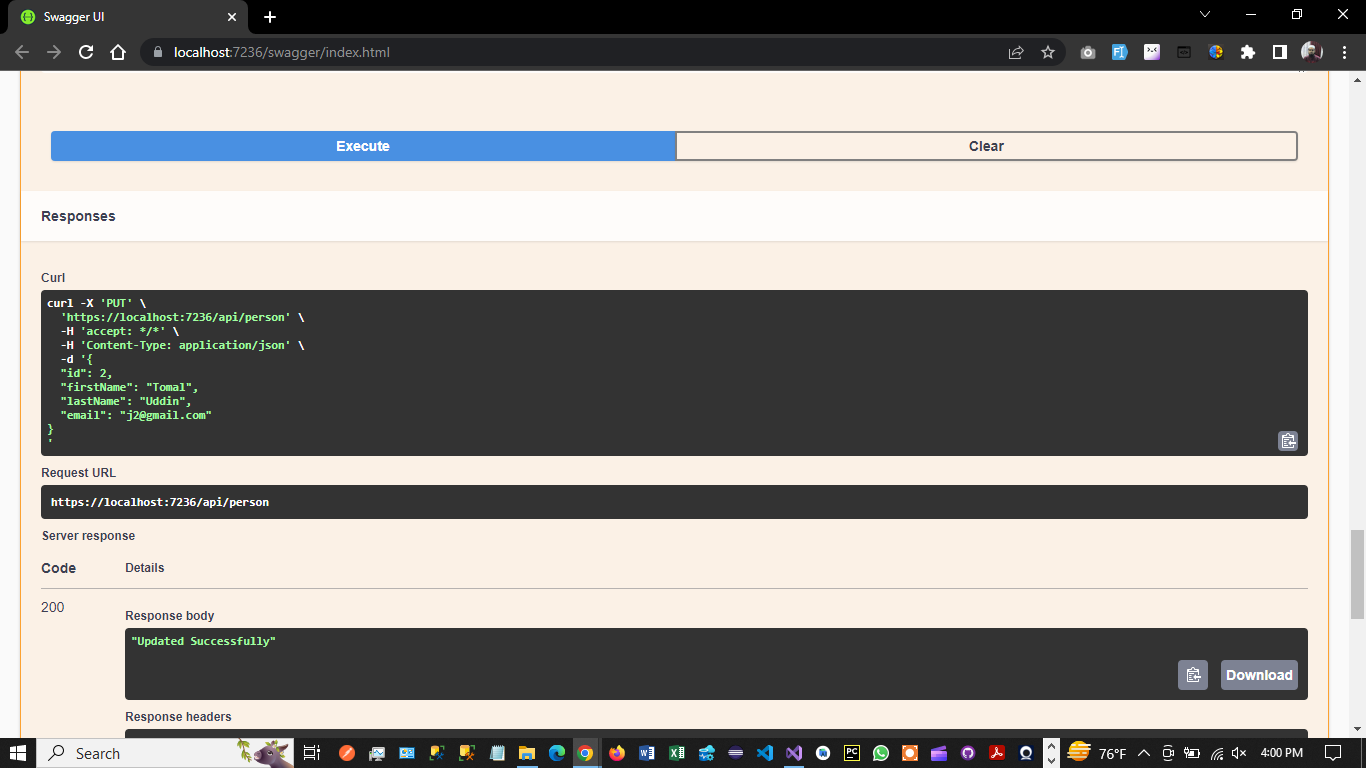 Swagger UI
localhost:7236/swagger/index.html
Execute
Clear
Responses
Curl
curl -X 'PUT' \
'https://localhost:7236/api/person' \
-H 'accept: */*' \
-H 'Content-Type: application/json' \
-d '{
"id": 2,
"firstName": "Tomal",
"lastName": "Uddin",
"email": "j2@gmail.com"
}
'
Request URL
https://localhost:7236/api/person
Server response
Code
Details
200
Response body
"Updated Successfully"
Download
Response headers
Search
76°F
4:00 PM